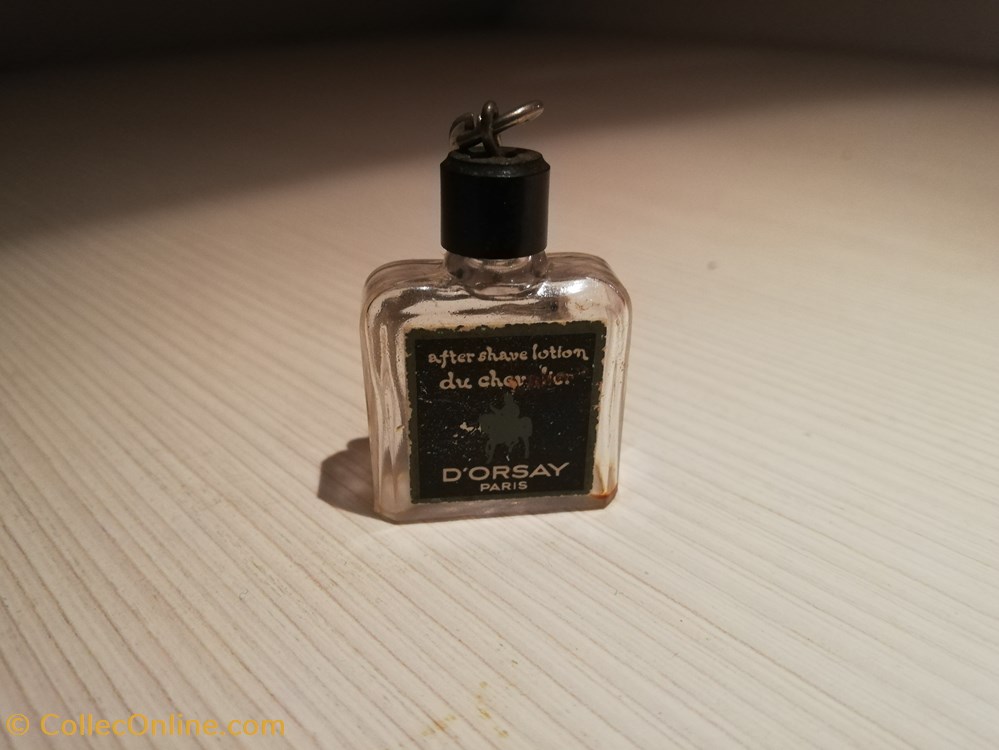 after shave lotion
du chevalier
D'ORSAY
PARIS
© CollecOnline.com